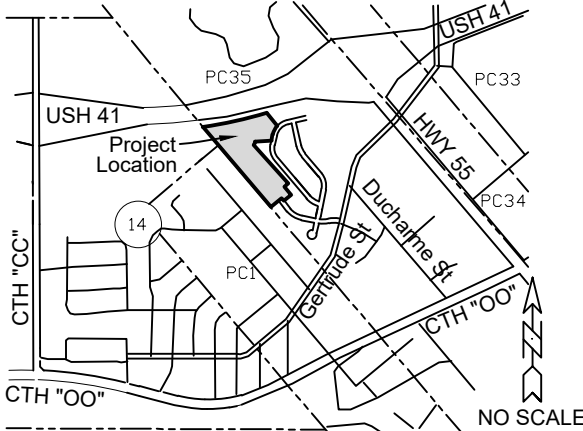 USH 41
PC35
PC33
USH 41
Project
Location
HWY 55
PC34
14
Ducharme St
PC1
Gertrude St
CTH "CC"
CTH "OO"
CTH "OO"
N
NO SCALE